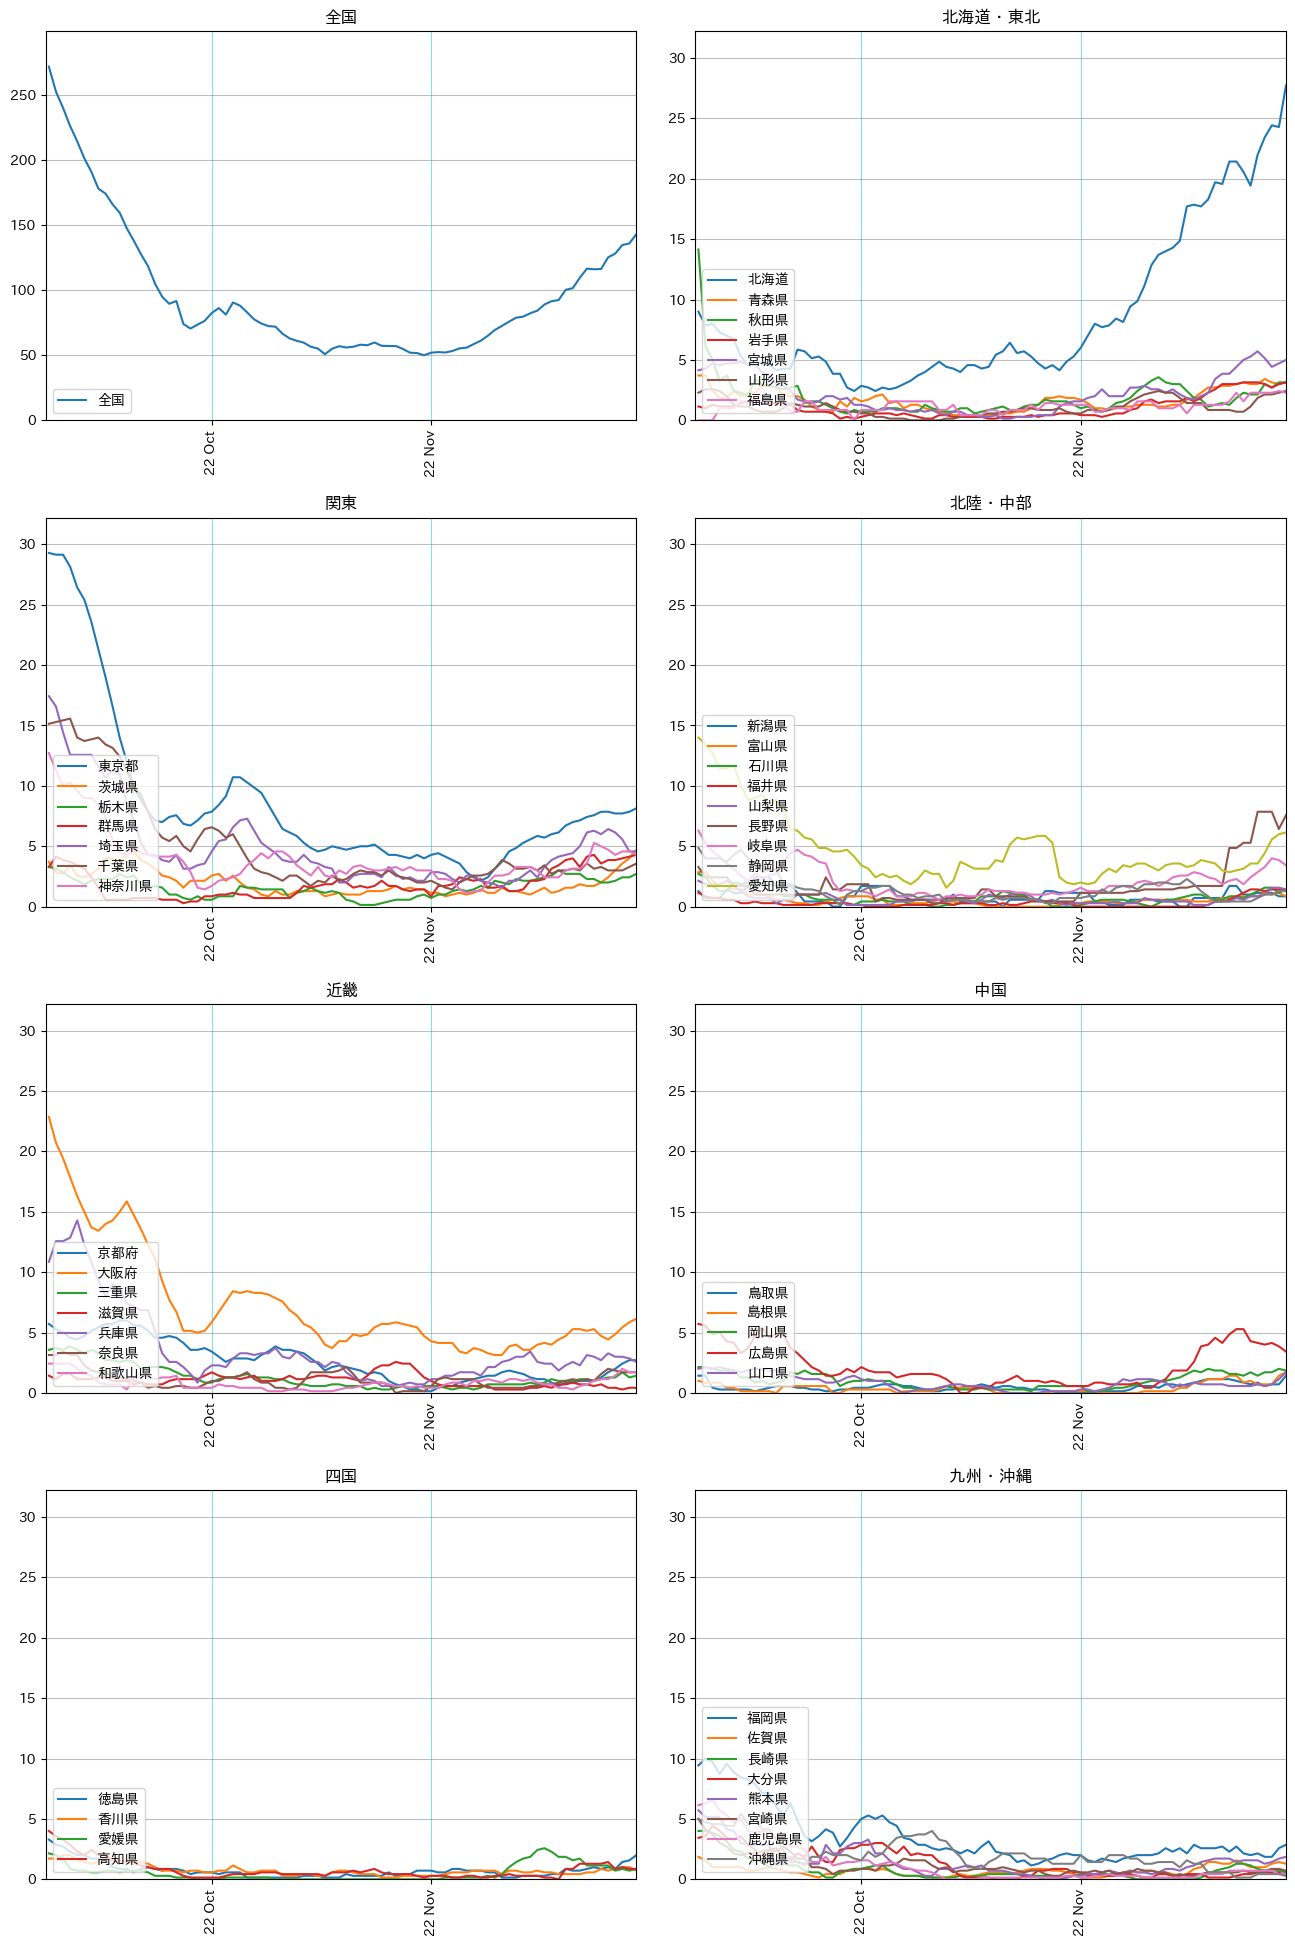 全国
250
200
150
100
50
0
22 Oct
22 Nov
全国
北海道・東北
30
25
20
15
10
5
0
22 Oct
22 Nov
北海道
青森県
秋田県
岩手県
宮城県
山形県
福島県
関東
30
25
20
15
10
5
0
22 Oct
22 Nov
東京都
茨城県
栃木県
群馬県
埼玉県
千葉県
神奈川県
北陸・中部
30
25
20
15
10
5
0
22 Oct
22 Nov
新潟県
富山県
石川県
福井県
山梨県
長野県
岐阜県
静岡県
愛知県
近畿
30
25
20
15
10
5
0
22 Oct
22 Nov
京都府
大阪府
三重県
滋賀県
兵庫県
奈良県
和歌山県
中国
30
25
20
15
10
5
0
22 Oct
22 Nov
鳥取県
島根県
岡山県
広島県
山口県
四国
30
25
20
15
10
5
0
22 Oct
22 Nov
徳島県
香川県
愛媛県
高知県
九州・沖縄
30
25
20
15
10
5
0
22 Oct
22 Nov
福岡県
佐賀県
長崎県
大分県
熊本県
宮崎県
鹿児島県
沖縄県